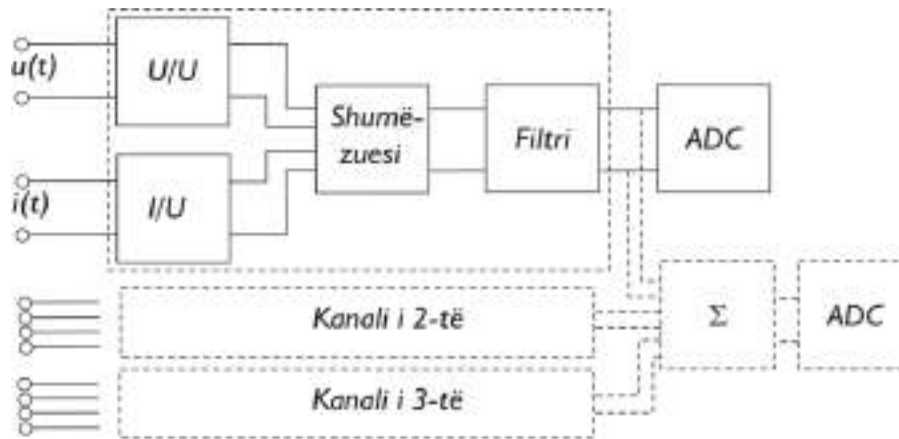 u(t)
U/U
i(t)
I/U
Shumë-
zuesi
Filtri
ADC
Kanali i 2-të
Σ
ADC
Kanali i 3-të